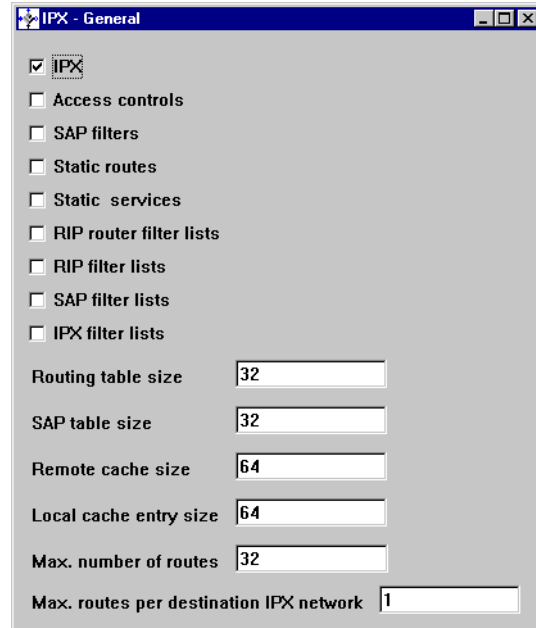 IPX - General
IPX
Access controls
SAP filters
Static routes
Static services
RIP router filter lists
RIP filter lists
SAP filter lists
IPX filter lists
Routing table size 32
SAP table size 32
Remote cache size 64
Local cache entry size 64
Max. number of routes 32
Max. routes per destination IPX network 1